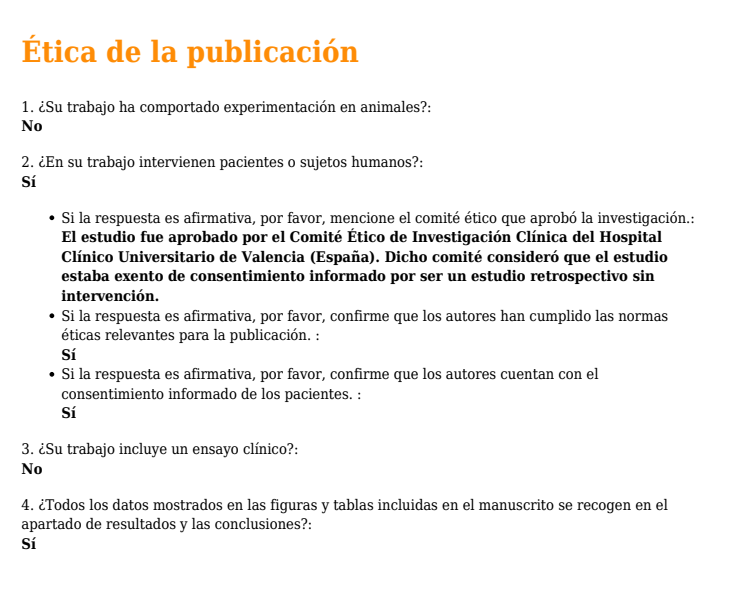 Ética de la publicación
1. ¿Su trabajo ha comportado experimentación en animales?:
No
2. ¿En su trabajo intervienen pacientes o sujetos humanos?:
Sí
• Si la respuesta es afirmativa, por favor, mencione el comité ético que aprobó la investigación.:
El estudio fue aprobado por el Comité Ético de Investigación Clínica del Hospital
Clínico Universitario de Valencia (España). Dicho comité consideró que el estudio
estaba exento de consentimiento informado por ser un estudio retrospectivo sin
intervención.
• Si la respuesta es afirmativa, por favor, confirme que los autores han cumplido las normas
éticas relevantes para la publicación. :
Sí
• Si la respuesta es afirmativa, por favor, confirme que los autores cuentan con el
consentimiento informado de los pacientes. :
Sí
3. ¿Su trabajo incluye un ensayo clínico?:
No
4. ¿Todos los datos mostrados en las figuras y tablas incluidas en el manuscrito se recogen en el
apartado de resultados y las conclusiones?:
Sí